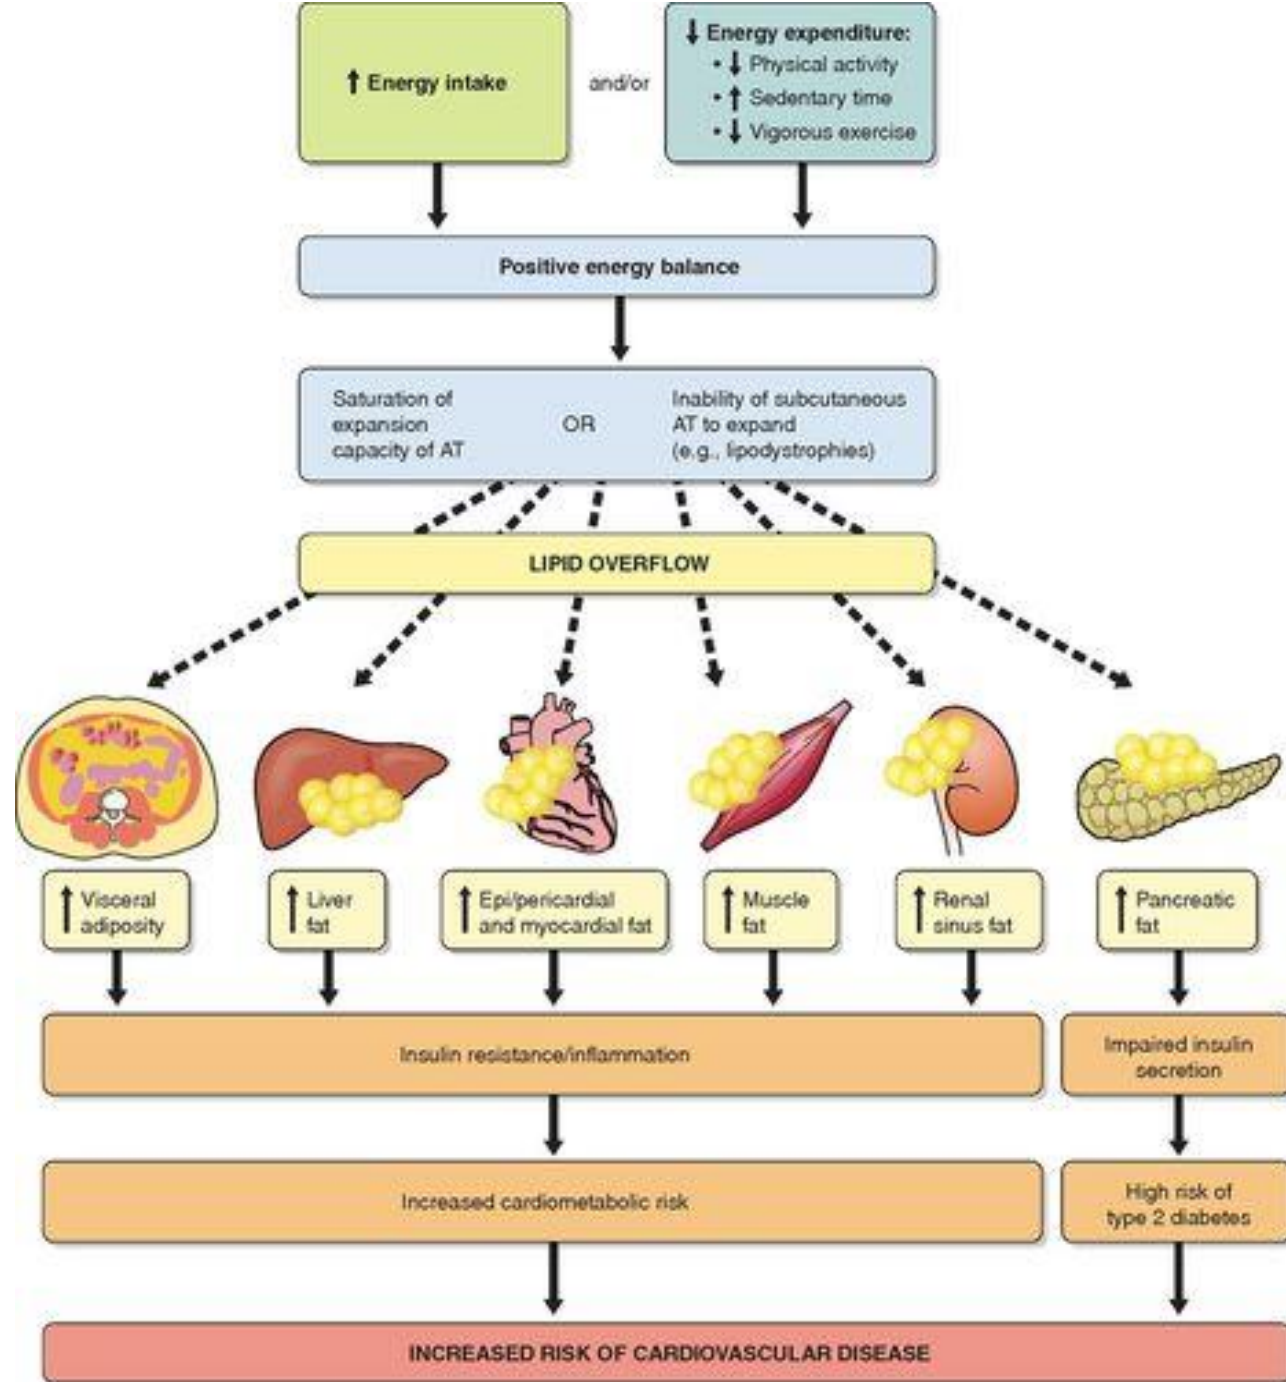 ↑ Energy intake
and/or
↓ Energy expenditure:
• ↓ Physical activity
• ↑ Sedentary time
• ↓ Vigorous exercise
Positive energy balance
Saturation of
expansion
capacity of AT
OR
Inability of subcutaneous
AT to expand
(e.g., lipodystrophies)
LIPID OVERFLOW
↑ Visceral
adiposity
↑ Liver
fat
↑ Epi/pericardial
and myocardial fat
↑ Muscle
fat
↑ Renal
sinus fat
↑ Pancreatic
fat
Insulin resistance/inflammation
Impaired insulin
secretion
Increased cardiometabolic risk
High risk of
type 2 diabetes
INCREASED RISK OF CARDIOVASCULAR DISEASE